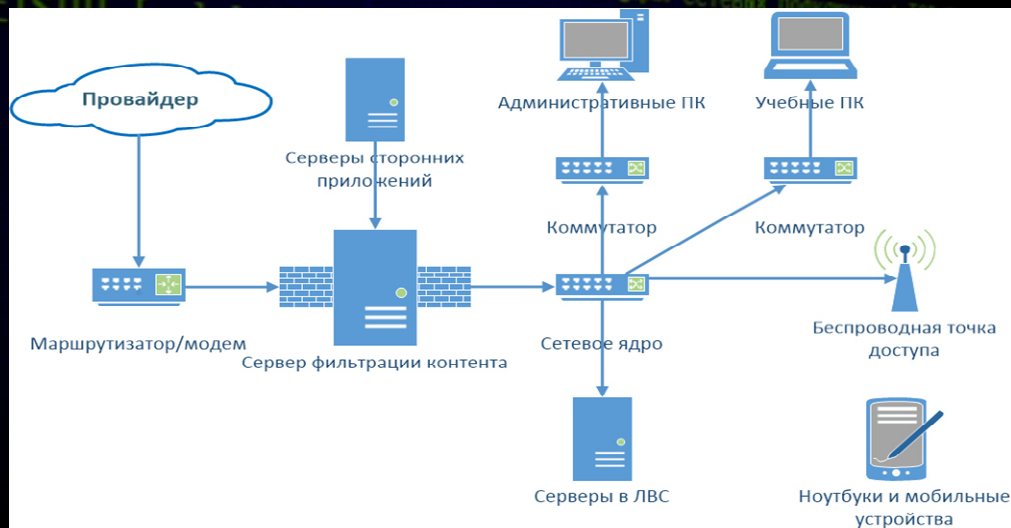 Провайдер
Серверы сторонних
приложений
Административные ПК
Учебные ПК
Коммутатор
Коммутатор
Маршрутизатор/модем
Сервер фильтрации контента
Сетевое ядро
Беспроводная точка
доступа
Серверы в ЛВС
Ноутбуки и мобильные
устройства